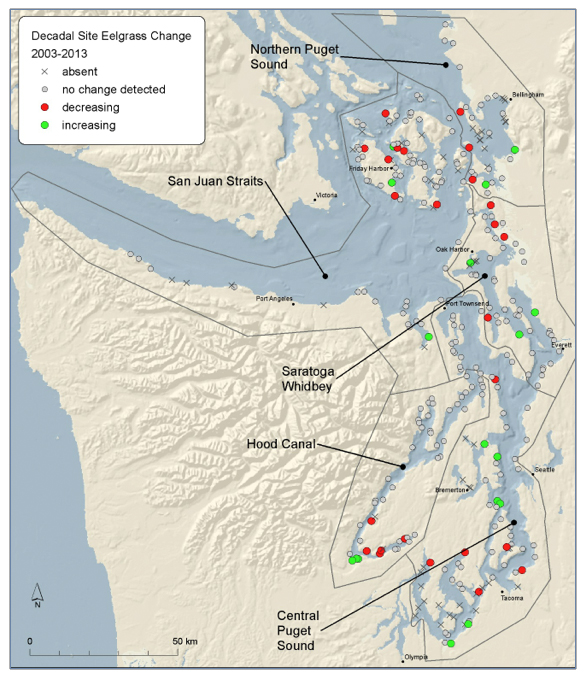 Decadal Site Eelgrass Change
2003-2013
absent
no change detected
decreasing
increasing
Northern Puget
Sound
Bellingham
Friday Harbor
San Juan Straits
Victoria
Oak Harbor
Port Angeles
Port Townsend
Everett
Saratoga
Whidbey
Hood Canal
Seattle
Bremerton
Central
Puget
Sound
Tacoma
Olympia
N
0
50 km